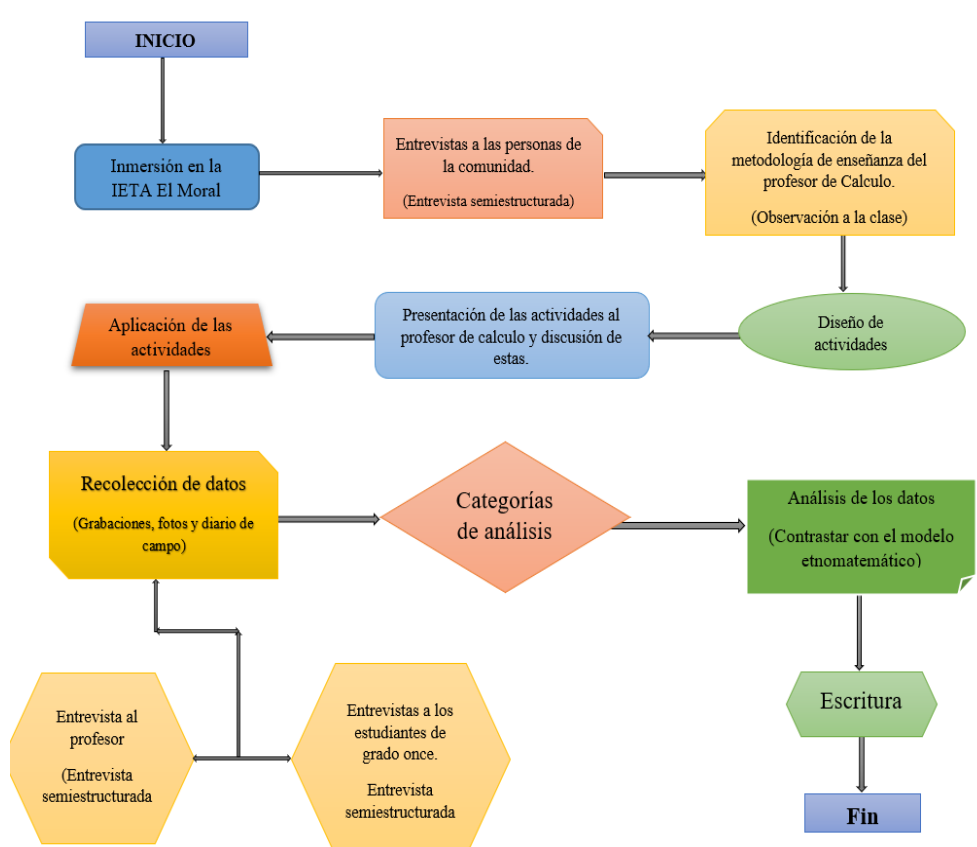 INICIO
Inmersión en la
IETA El Moral
Entrevistas a las personas de
la comunidad.
(Entrevista semiestructurada)
Identificación de la
metodología de enseñanza del
profesor de Calculo.
(Observación a la clase)
Diseño de
actividades
Presentación de las actividades al
profesor de calculo y discusión de
estas.
Aplicación de las
actividades
Recolección de datos
(Grabaciones, fotos y diario de
campo)
Categorías
de análisis
Análisis de los datos
(Contrastar con el modelo
etnomatemático)
Entrevista al
profesor
(Entrevista
semiestructurada
Entrevistas a los
estudiantes de
grado once.
Entrevista
semiestructurada
Escritura
Fin